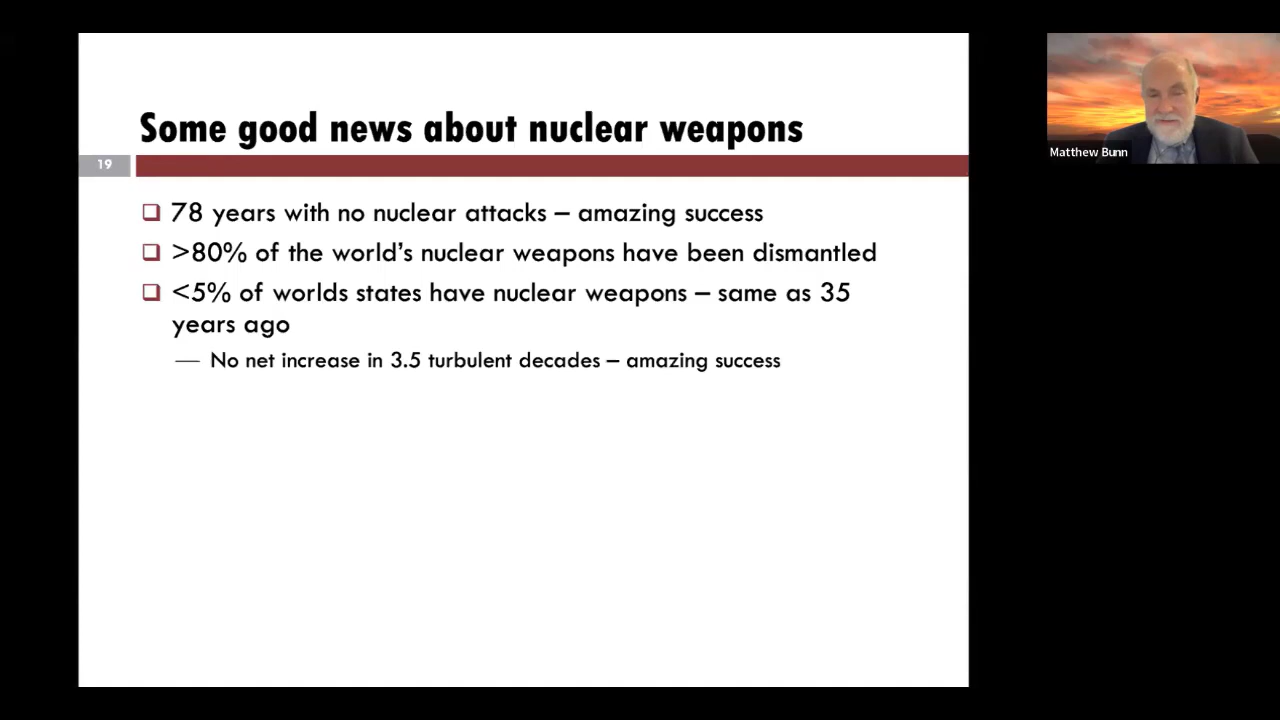 Some good news about nuclear weapons
19
78 years with no nuclear attacks – amazing success
>80% of the world’s nuclear weapons have been dismantled
<5% of worlds states have nuclear weapons – same as 35
years ago
— No net increase in 3.5 turbulent decades – amazing success
Matthew Bunn